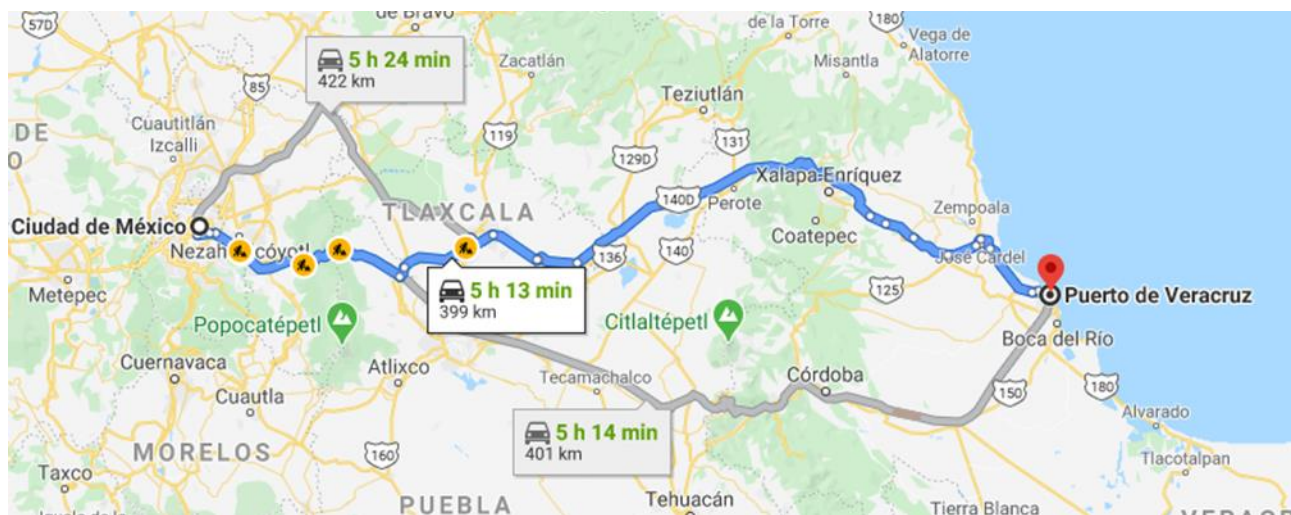 57D
de Bravo
de la Torre
180
Vega de
Alatorre
5 h 24 min
422 km
Zacatlán
Misantla
85
Teziutlán
DE
O
Cuautitlán
Izcalli
119
131
129D
Xalapa-Enríquez
140D
Perote
TLAXCALA
Zempoala
Ciudad de México
Coatepec
136
140
José Cardel
Metepec
5 h 13 min
399 km
125
Puerto de Veracruz
Popocatépetl
Citlaltépetl
Boca del Río
Cuernavaca
Atlixco
Tecamachalco
Córdoba
150
180
Cuautla
5 h 14 min
401 km
Alvarado
MORELOS
160
Tlacotalpan
Taxco
PUEBLA
Tehuacán
Tierra Blanca